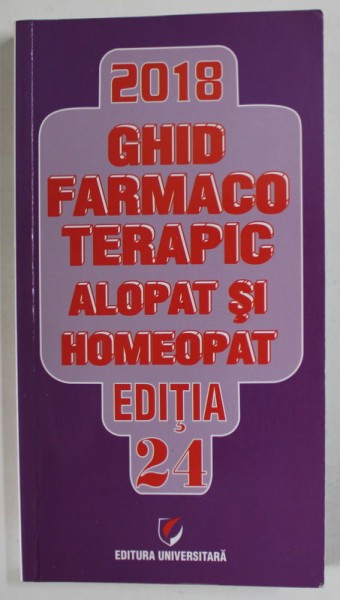 2018
GHID
FARMACO
TERAPIC
ALOPAT ŞI
HOMEOPAT
EDIŢIA
24
EDITURA UNIVERSITARĂ